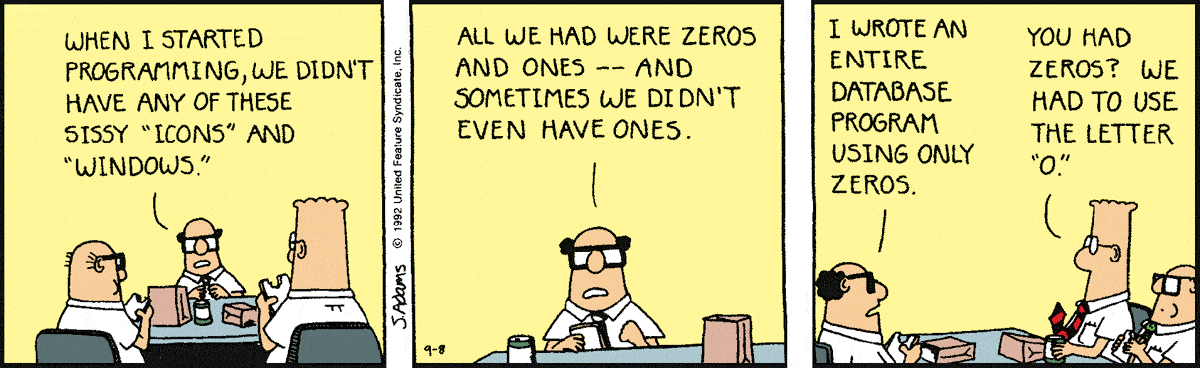 WHEN I STARTED
PROGRAMMING, WE DIDN'T
HAVE ANY OF THESE
SISSY "ICONS" AND
"WINDOWS."
J. Adams © 1992 United Feature Syndicate, Inc.
ALL WE HAD WERE ZEROS
AND ONES -- AND
SOMETIMES WE DIDN'T
EVEN HAVE ONES.
9-8
I WROTE AN
ENTIRE
DATABASE
PROGRAM
USING ONLY
ZEROS.
YOU HAD
ZEROS? WE
HAD TO USE
THE LETTER
"O."